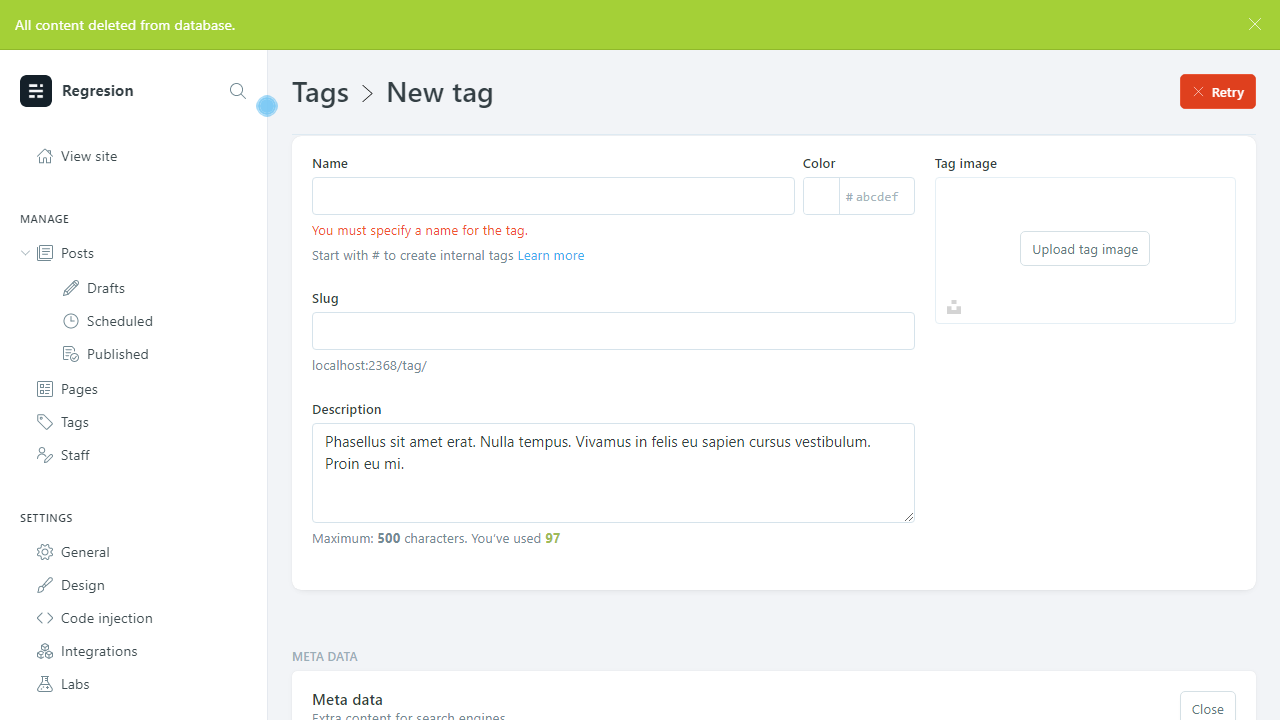 All content deleted from database.
Regresion
View site
MANAGE
Posts
Drafts
Scheduled
Published
Pages
Tags
Staff
SETTINGS
General
Design
Code injection
Integrations
Labs
Tags > New tag
Retry
Name
Color
# abcdef
You must specify a name for the tag.
Start with # to create internal tags Learn more
Slug
localhost:2368/tag/
Description
Phasellus sit amet erat. Nulla tempus. Vivamus in felis eu sapien cursus vestibulum.
Proin eu mi.
Maximum: 500 characters. You've used 97
Tag image
Upload tag image
META DATA
Meta data
Extra content for search engines
Close